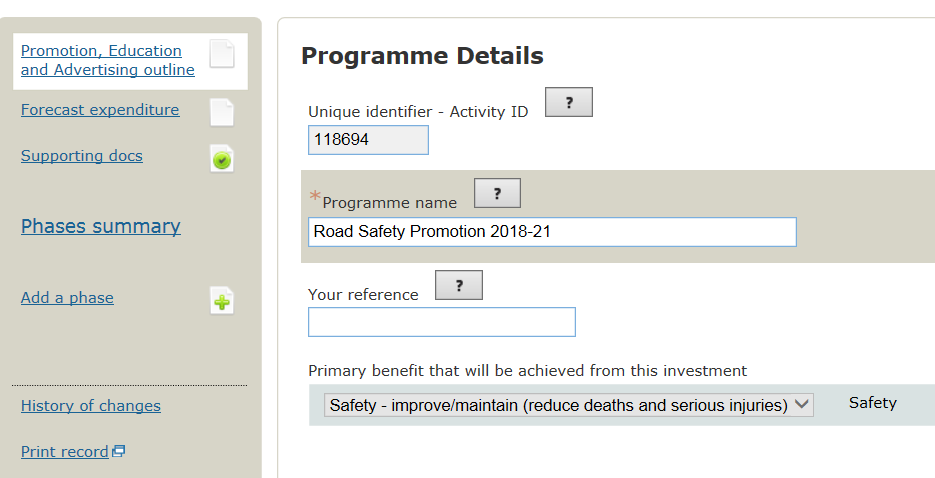 Promotion, Education
and Advertising outline
Forecast expenditure
Supporting docs
Phases summary
Add a phase
History of changes
Print record
Programme Details
Unique identifier - Activity ID ?
118694
*Programme name ?
Road Safety Promotion 2018-21
Your reference ?
Primary benefit that will be achieved from this investment
Safety - improve/maintain (reduce deaths and serious injuries) Safety